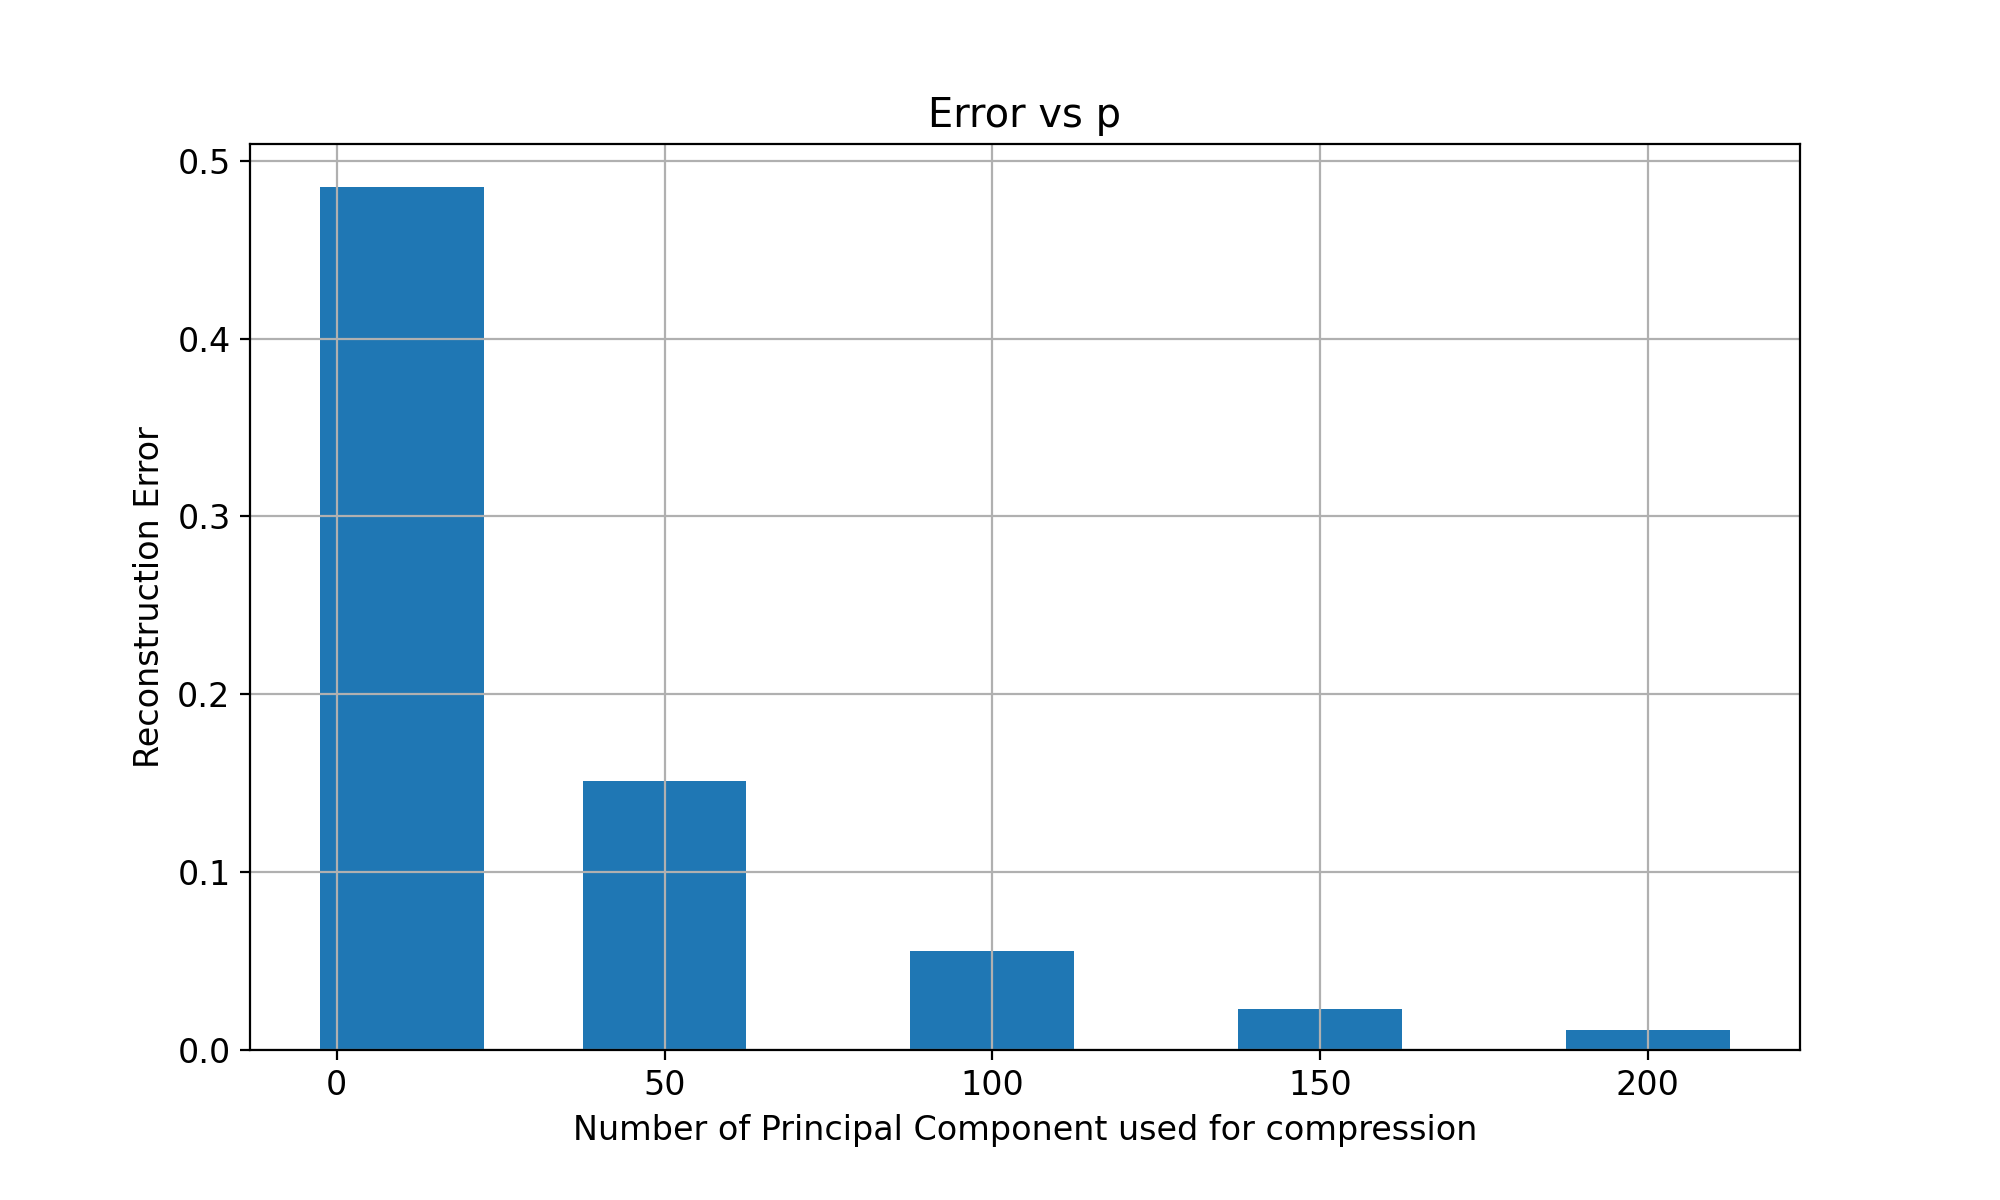 Error vs p
0.5
0.4
0.3
0.2
0.1
0.0
Reconstruction Error
0 50 100 150 200
Number of Principal Component used for compression